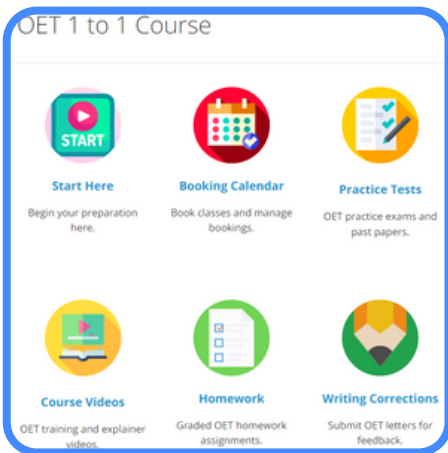 OET 1 to 1 Course
START
Start Here
Booking Calendar
Practice Tests
Begin your preparation
here.
Book classes and manage
bookings.
OET practice exams and
past papers.
Course Videos
Homework
Writing Corrections
OET training and explainer
videos.
Graded OET homework
assignments.
Submit OET letters for
feedback.